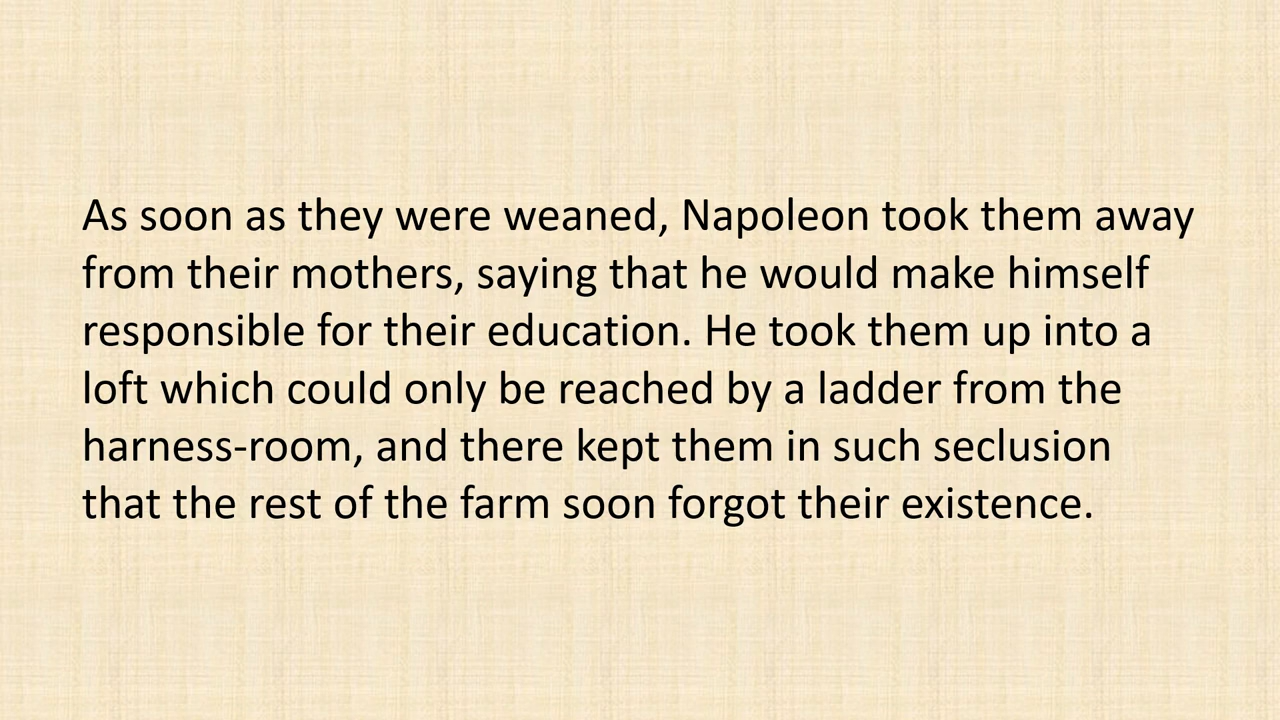 As soon as they were weaned, Napoleon took them away
from their mothers, saying that he would make himself
responsible for their education. He took them up into a
loft which could only be reached by a ladder from the
harness-room, and there kept them in such seclusion
that the rest of the farm soon forgot their existence.